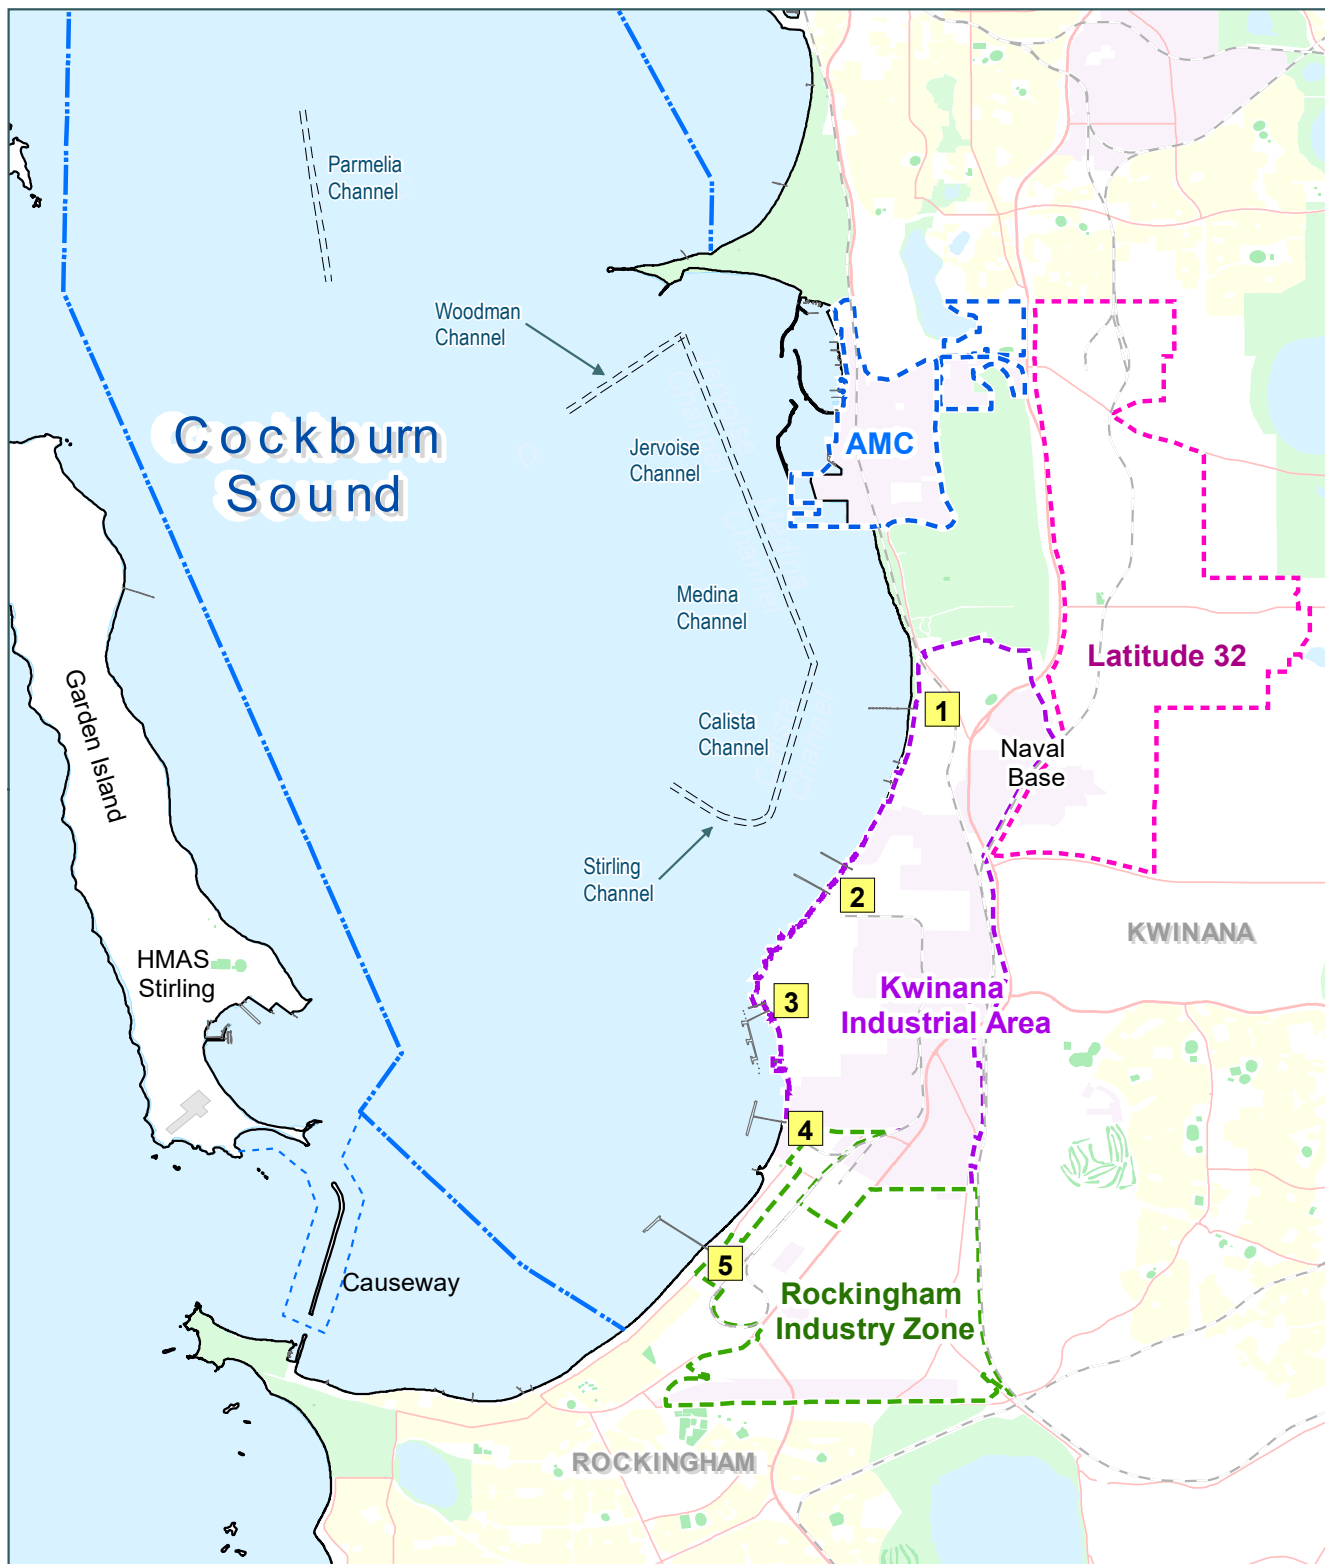 Parmelia
Channel
Woodman
Channel
Cockburn
Sound
Jervoise
Channel
AMC
Medina
Channel
Latitude 32
Garden Island
1
Calista
Channel
Naval
Base
Stirling
Channel
2
KWINANA
HMAS
Stirling
3
Kwinana
Industrial Area
4
5
Causeway
Rockingham
Industry Zone
ROCKINGHAM